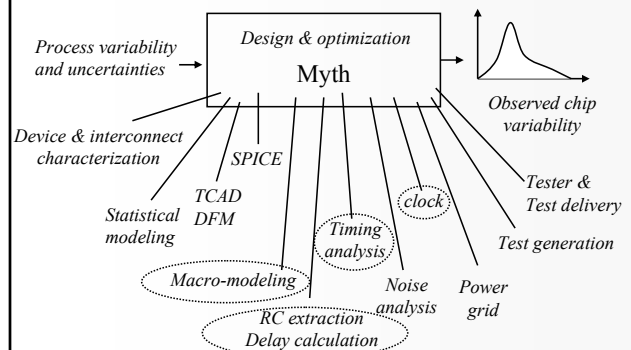 Process variability
and uncertainties
Design & optimization
Myth
Observed chip
variability
Device & interconnect
characterization
SPICE
TCAD
DFM
Statistical
modeling
Macro-modeling
RC extraction
Delay calculation
Timing
analysis
Noise
analysis
clock
Power
grid
Test generation
Tester &
Test delivery